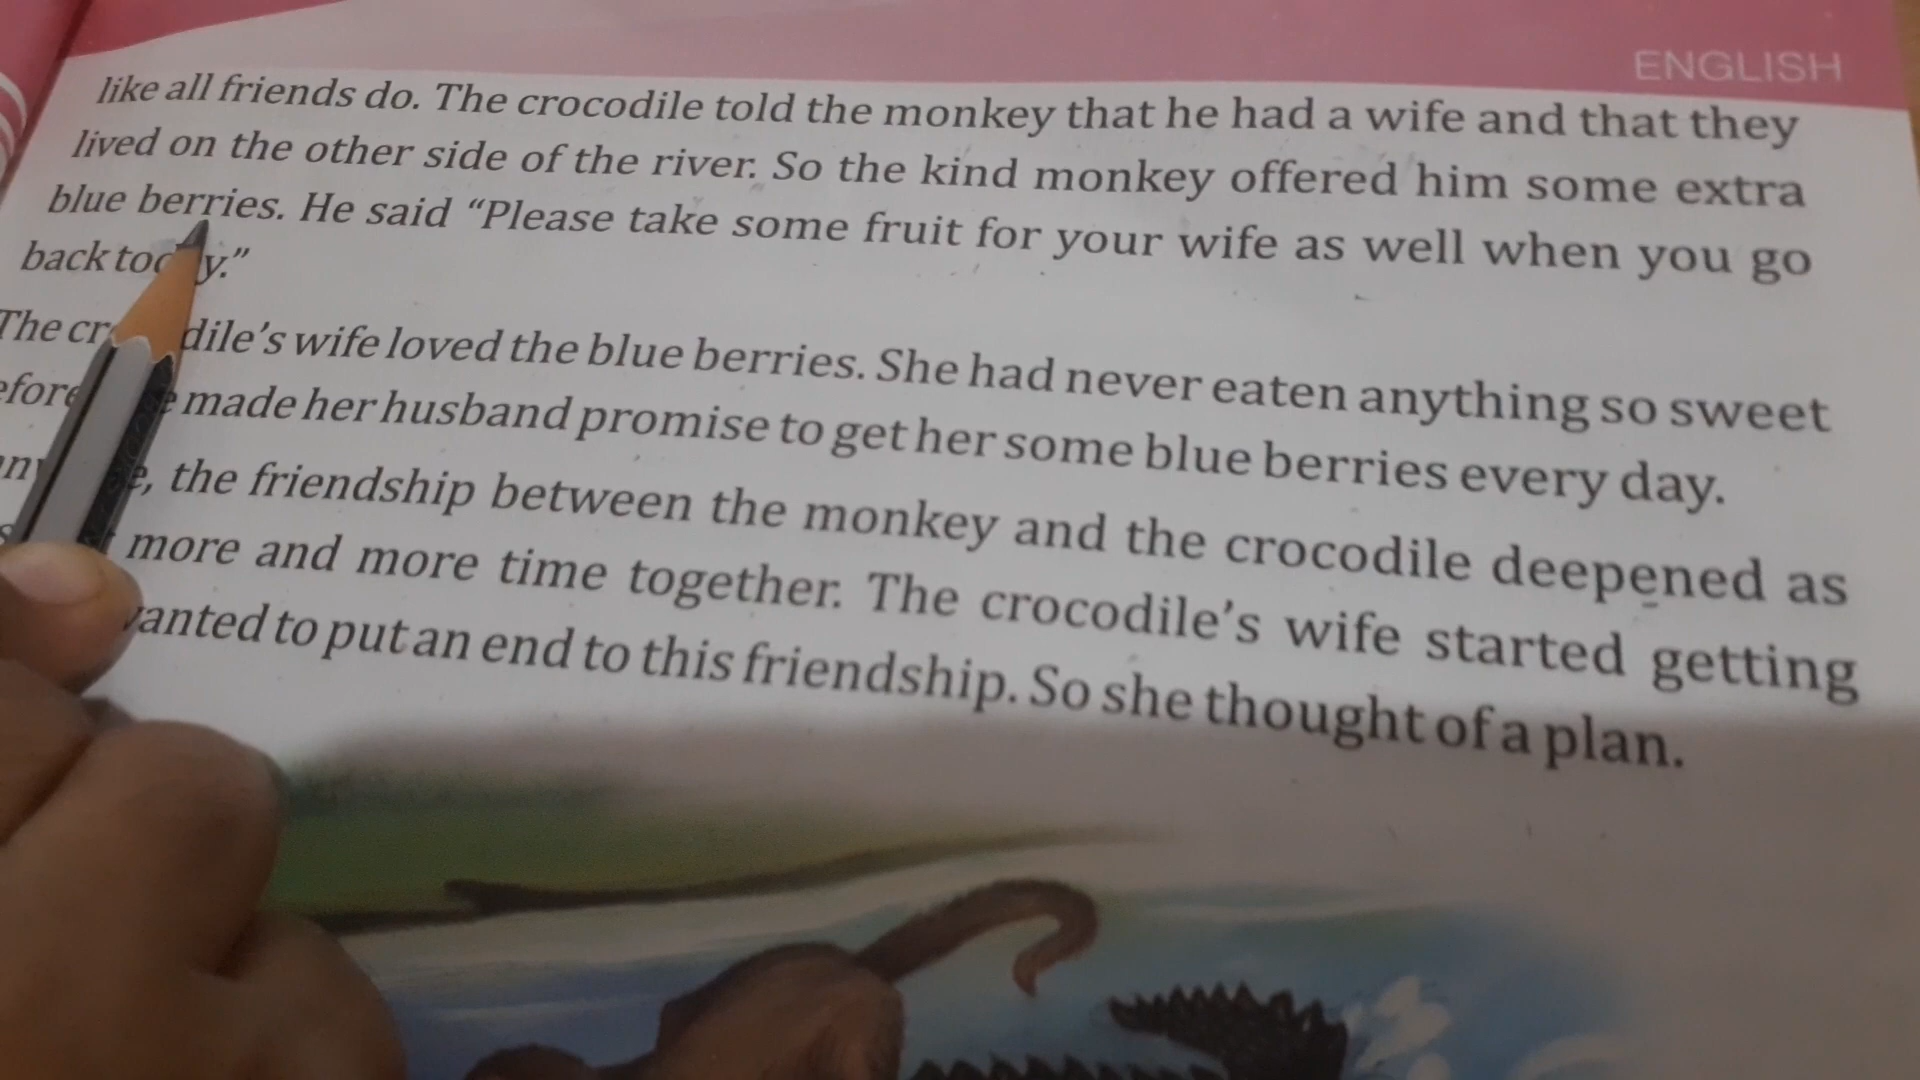 ENGLISH
like all friends do. The crocodile told the monkey that he had a wife and that they
lived on the other side of the river. So the kind monkey offered him some extra
blue berries. He said “Please take some fruit for your wife as well when you go
back
The wife loved the blue berries. She had never eaten anything so sweet
made her husband promise to get her some blue berries every day.
the friendship between the monkey and the crocodile deepened as
more and more time together. The crocodile’s wife started getting
to put an end to this friendship. So she thought of a plan.